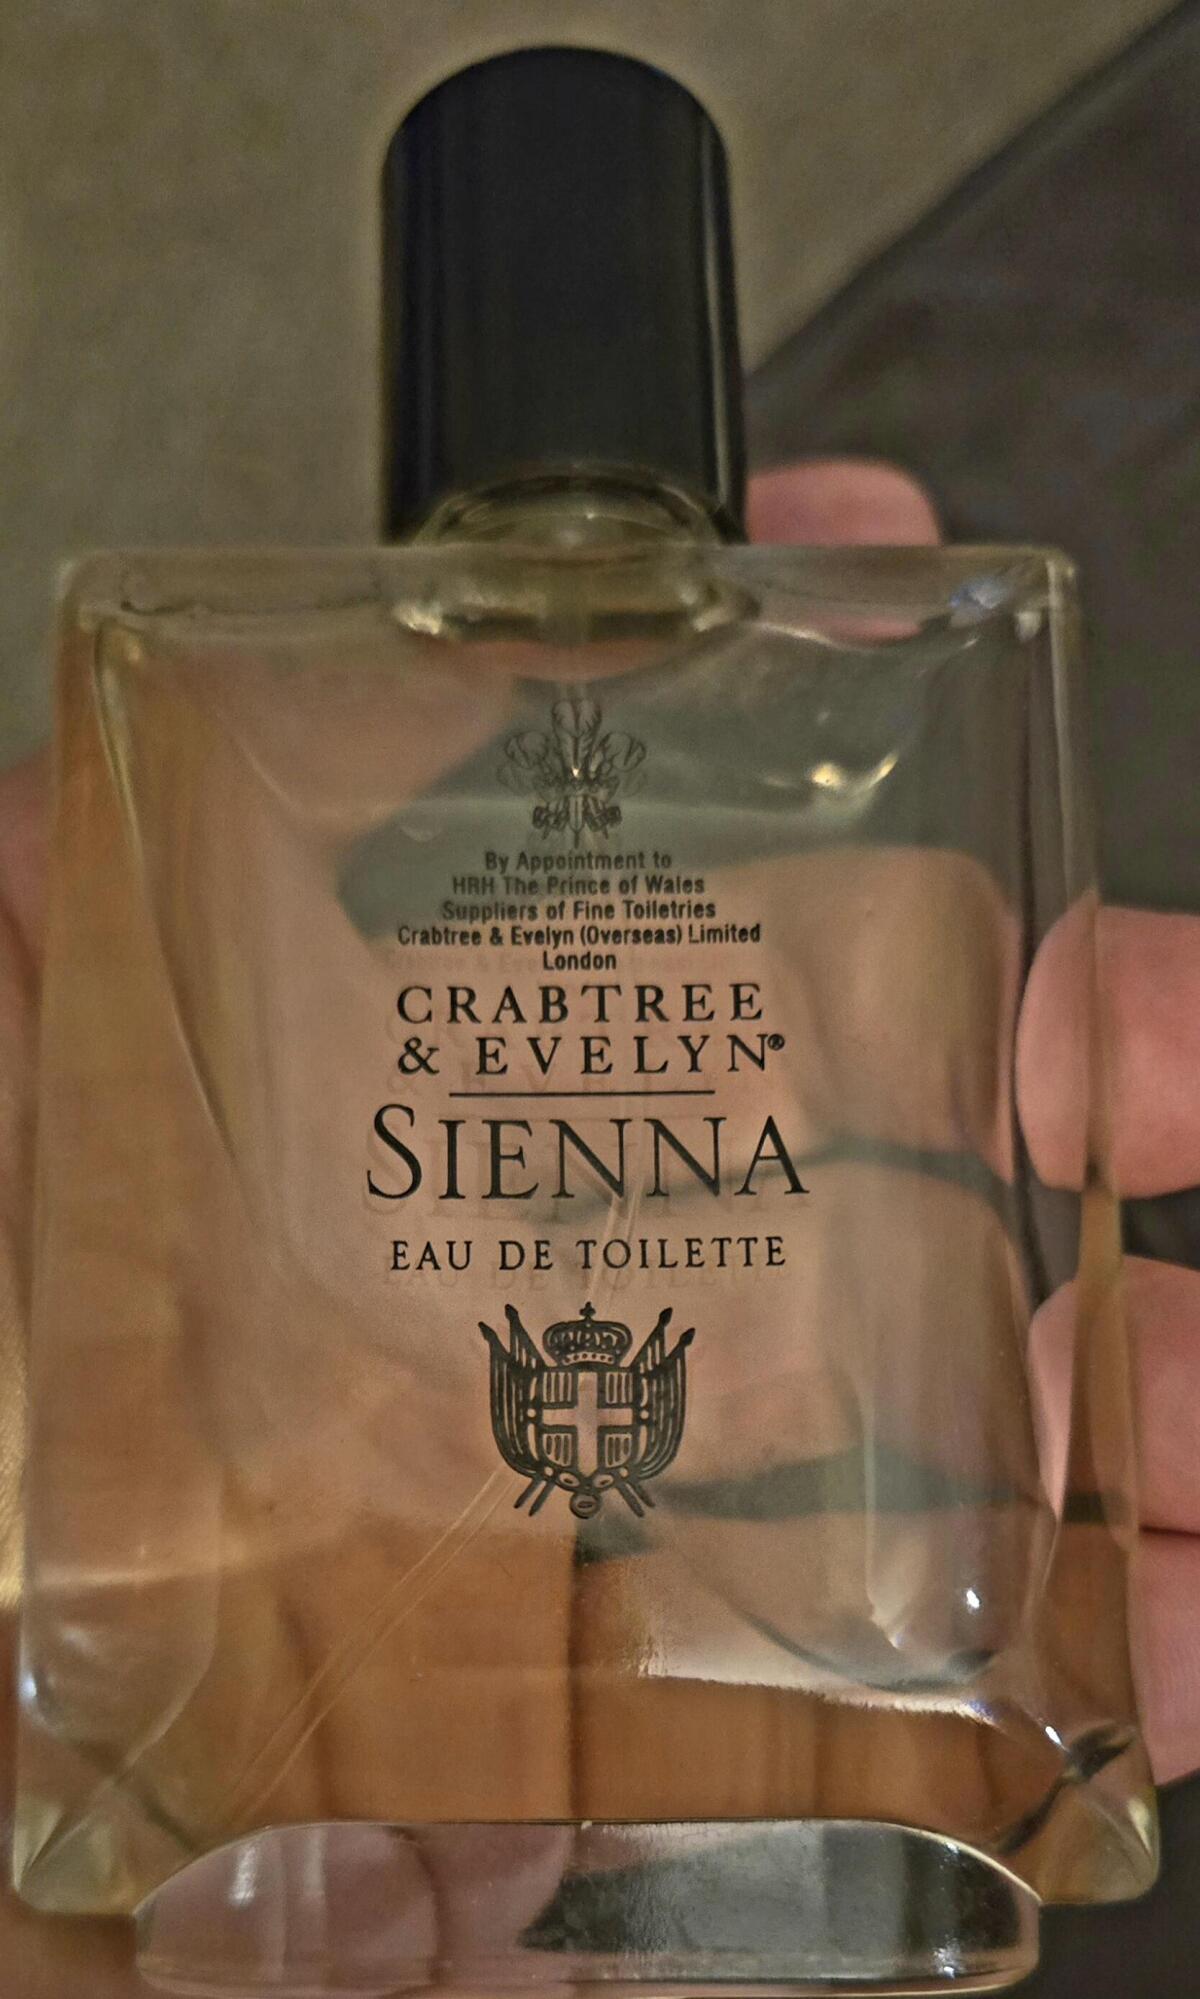 By Appointment to
HRH The Prince of Wales
Suppliers of Fine Toiletries
Crabtree & Evelyn (Overseas) Limited
London
CRABTREE
& EVELYN®
SIENNA
EAU DE TOILETTE